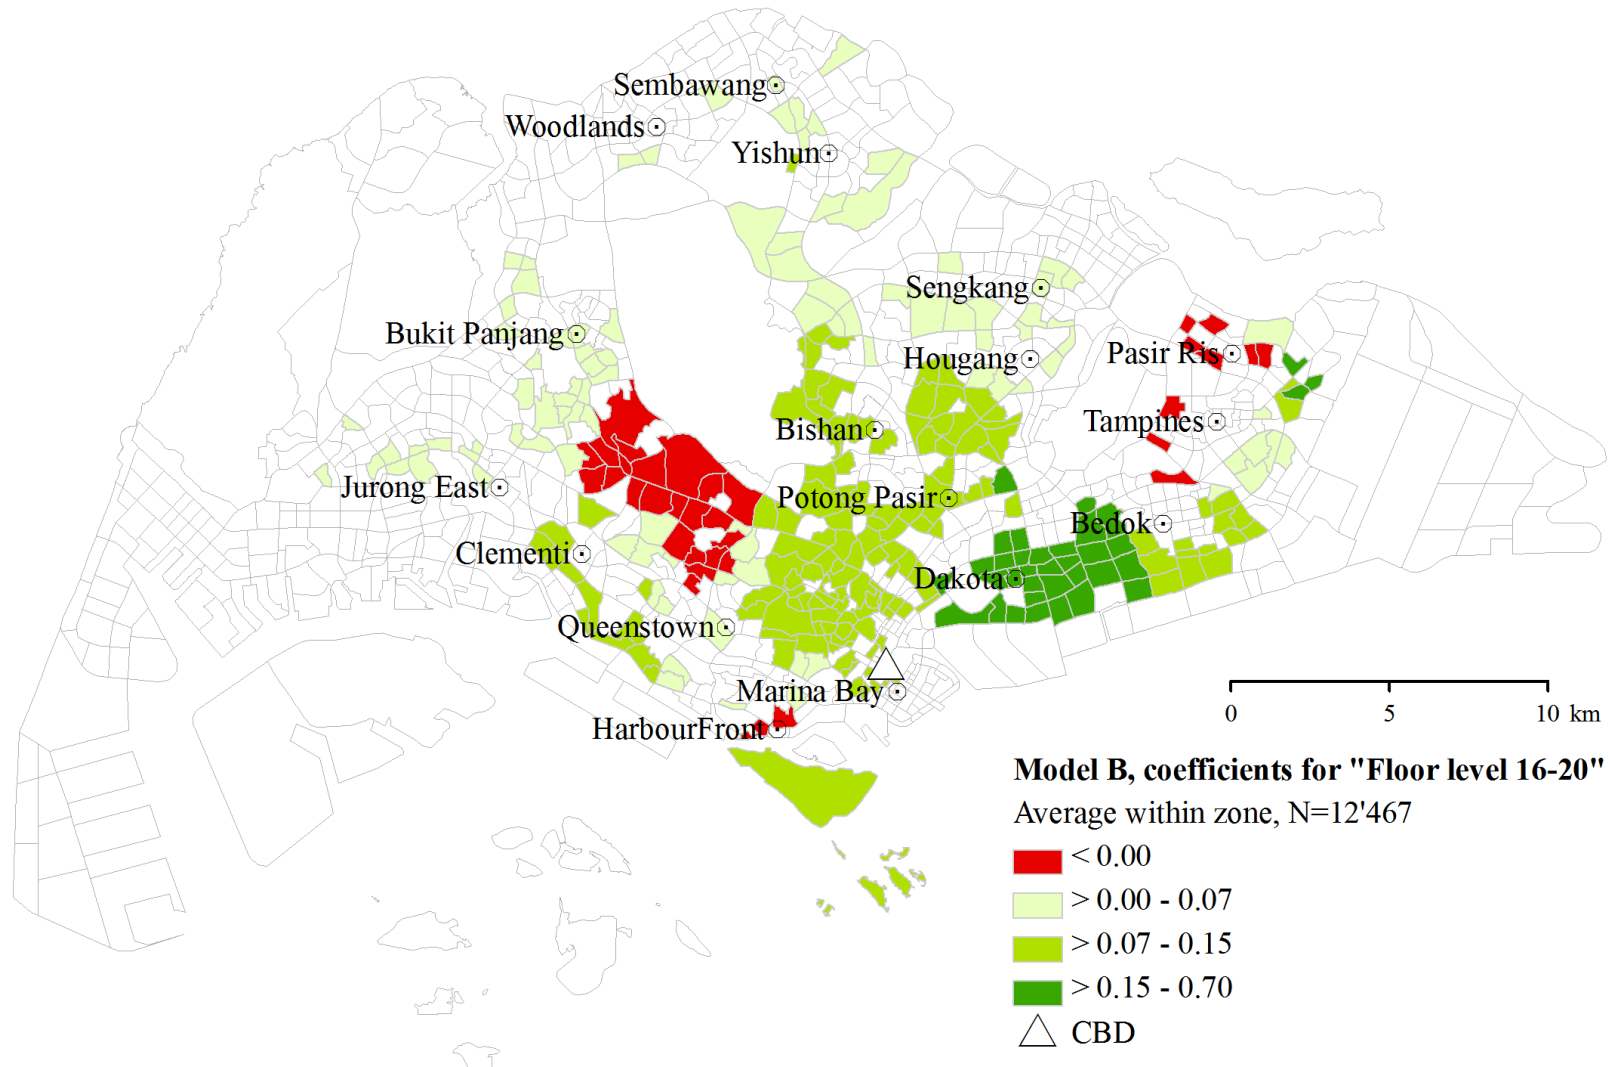 Sembawang
Woodlands
Yishun
Sengkang
Bukit Panjang
Hougang
Pasir Ris
Tampines
Bishan
Jurong East
Potong Pasir
Bedok
Clementi
Dakota
Queenstown
Marina Bay
HarbourFront
0 5 10 km
Model B, coefficients for "Floor level 16-20"
Average within zone, N=12'467
< 0.00
> 0.00 - 0.07
> 0.07 - 0.15
> 0.15 - 0.70
CBD